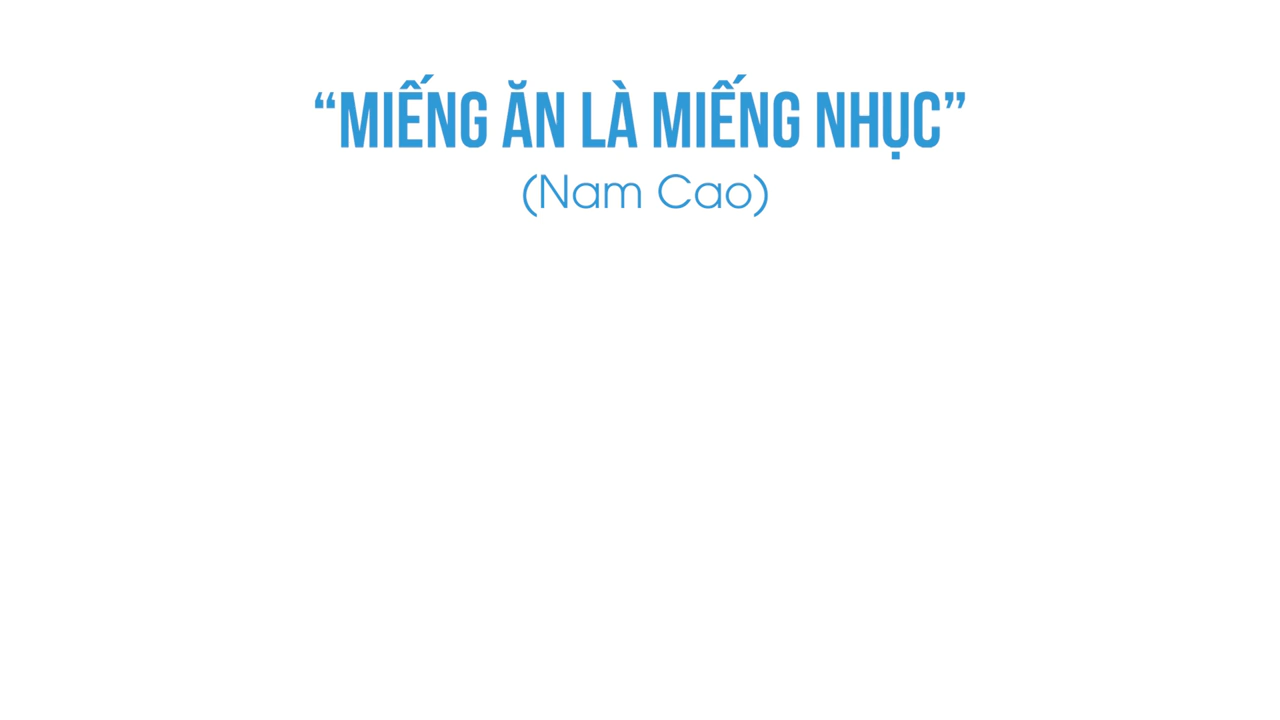 “MIẾNG ĂN LÀ MIẾNG NHỤC”
(Nam Cao)